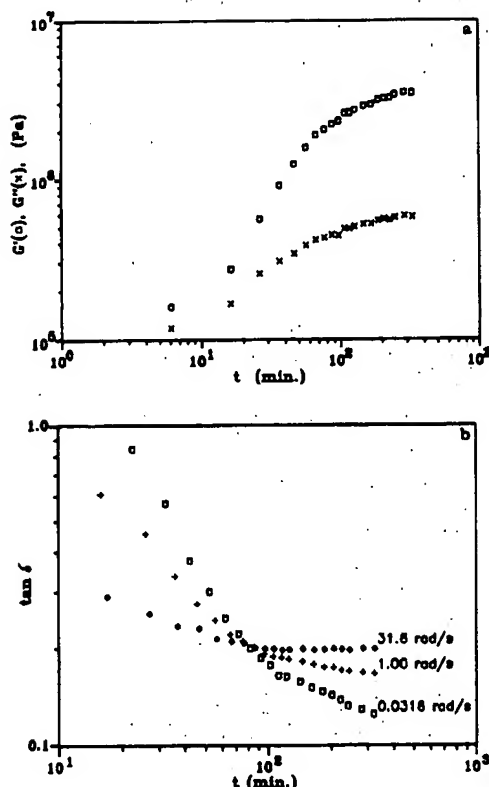 a
10⁷
10⁶
10⁵
G'(o), G''(x), (Pa)
10⁰
10¹
10²
10³
t (min.)
b
1.0
0.1
tan δ
31.6 rad/s
1.00 rad/s
0.0316 rad/s
10¹
10²
10³
t (min.)